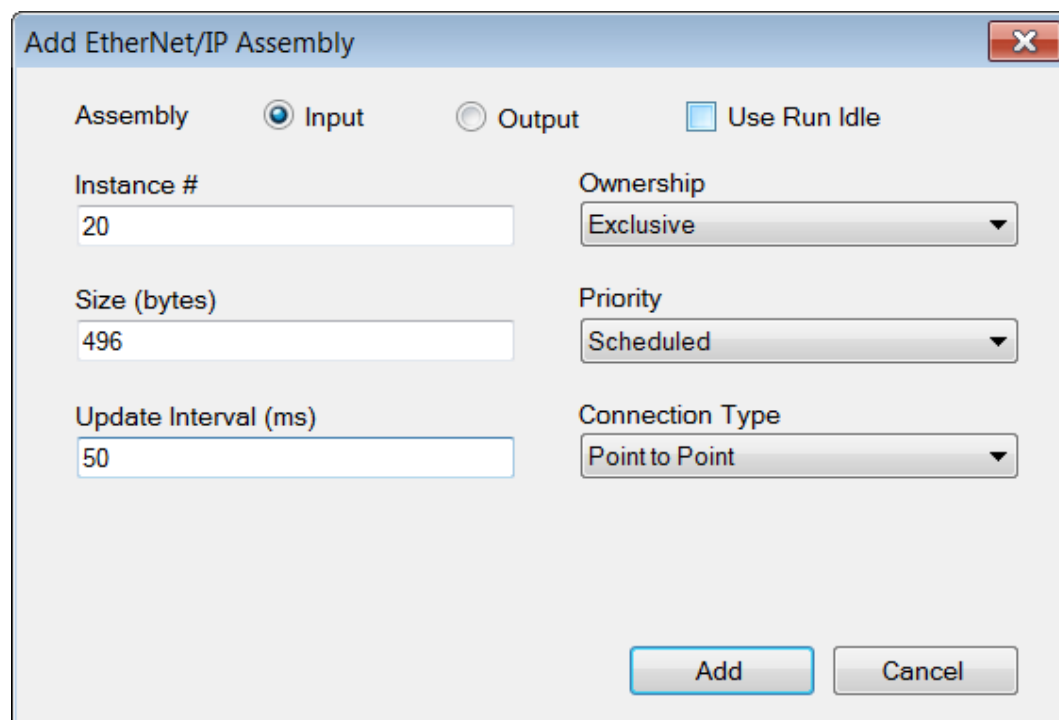 Add EtherNet/IP Assembly
Assembly Input Output Use Run Idle
Instance # Ownership
20 Exclusive
Size (bytes) Priority
496 Scheduled
Update Interval (ms) Connection Type
50 Point to Point
Add Cancel